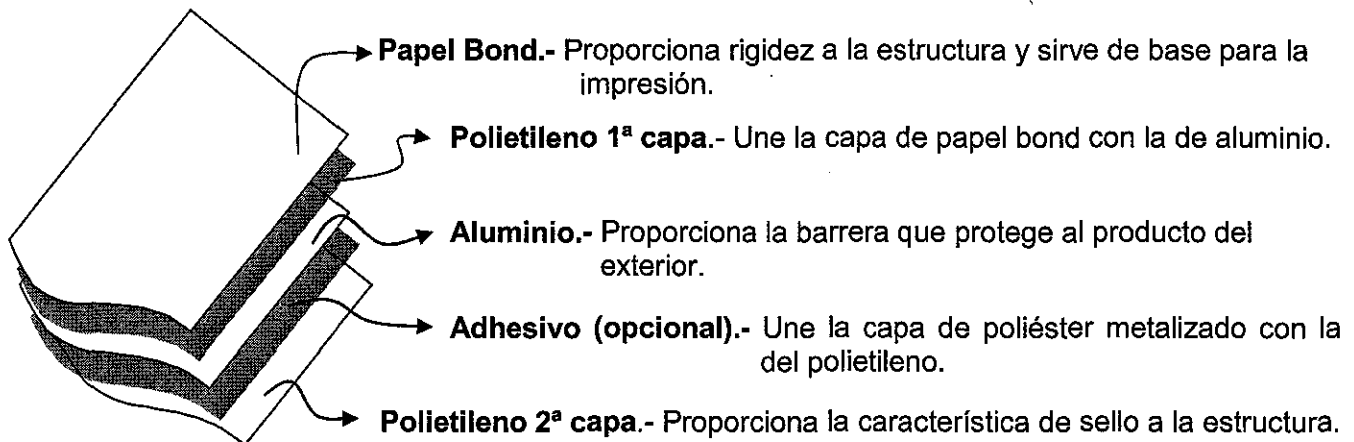 Papel Bond.- Proporciona rigidez a la estructura y sirve de base para la
impresión.
Polietileno 1ª capa.- Une la capa de papel bond con la de aluminio.
Aluminio.- Proporciona la barrera que protege al producto del
exterior.
Adhesivo (opcional).- Une la capa de poliéster metalizado con la
del polietileno.
Polietileno 2ª capa.- Proporciona la característica de sello a la estructura.